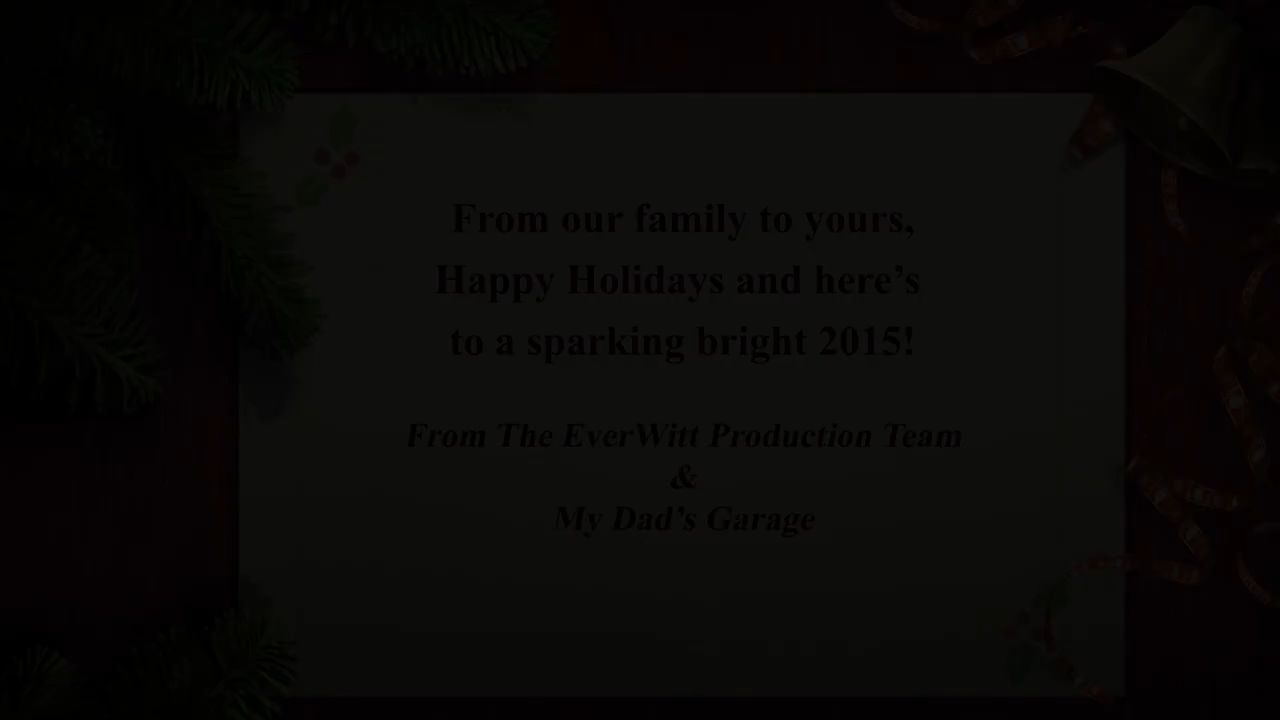 From our family to yours,
Happy Holidays and here’s
to a sparking bright 2015!
From The EverWitt Production Team
&
My Dad’s Garage